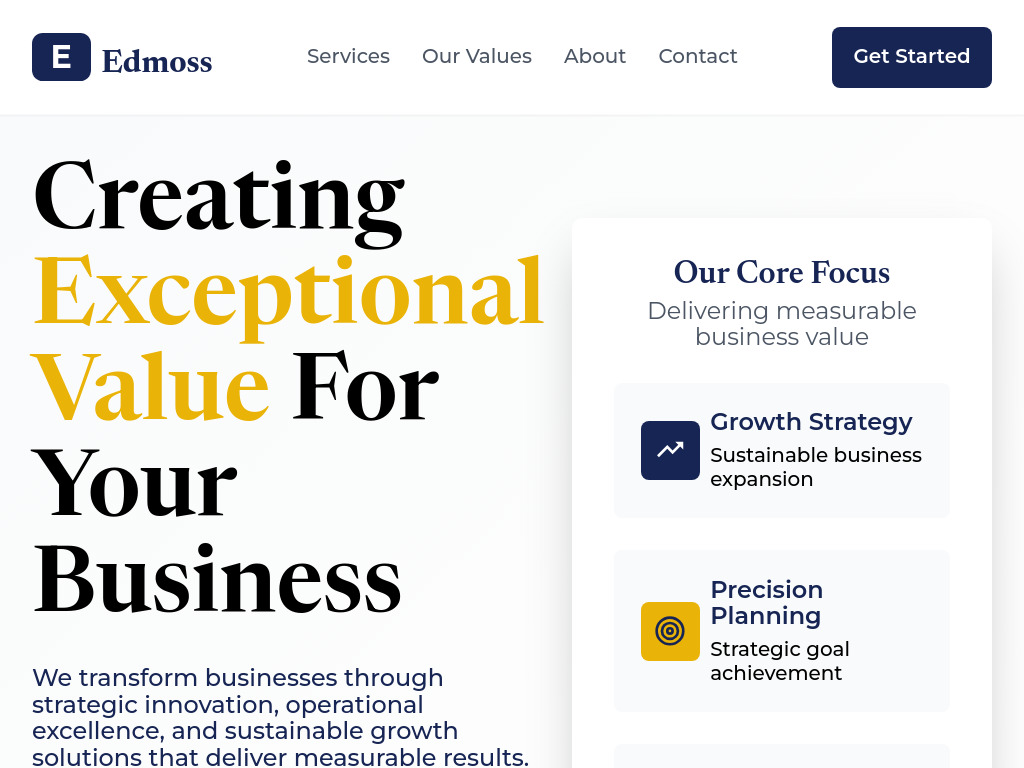 E Edmoss
Services Our Values About Contact
Get Started
Creating
Exceptional
Value For
Your
Business
We transform businesses through
strategic innovation, operational
excellence, and sustainable growth
solutions that deliver measurable results.
Our Core Focus
Delivering measurable
business value
Growth Strategy
Sustainable business
expansion
Precision
Planning
Strategic goal
achievement